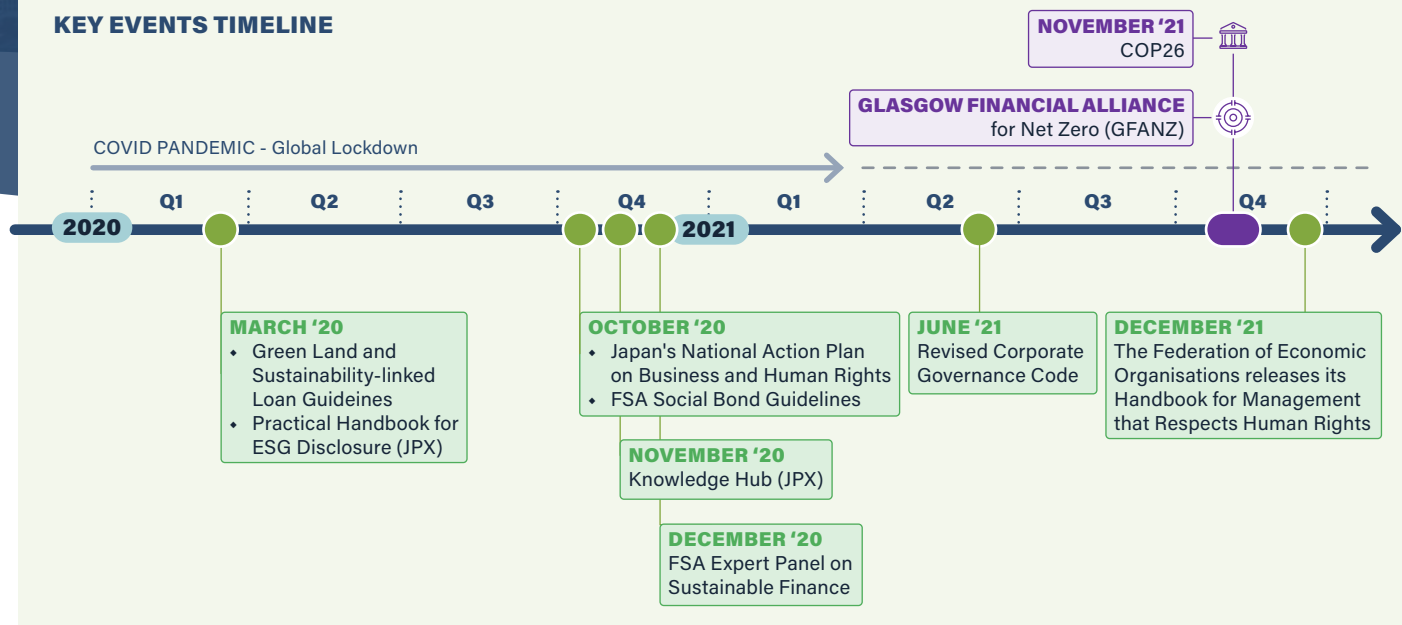 KEY EVENTS TIMELINE
NOVEMBER ‘21
COP26
GLASGOW FINANCIAL ALLIANCE
for Net Zero (GFANZ)
COVID PANDEMIC - Global Lockdown
Q1
Q2
Q3
Q4
Q1
Q2
Q3
Q4
2020
2021
MARCH ‘20
⬩ Green Land and
Sustainability-linked
Loan Guideines
⬩ Practical Handbook for
ESG Disclosure (JPX)
OCTOBER ‘20
⬩ Japan's National Action Plan
on Business and Human Rights
⬩ FSA Social Bond Guidelines
NOVEMBER ‘20
Knowledge Hub (JPX)
DECEMBER ‘20
FSA Expert Panel on
Sustainable Finance
JUNE ‘21
Revised Corporate
Governance Code
DECEMBER ‘21
The Federation of Economic
Organisations releases its
Handbook for Management
that Respects Human Rights